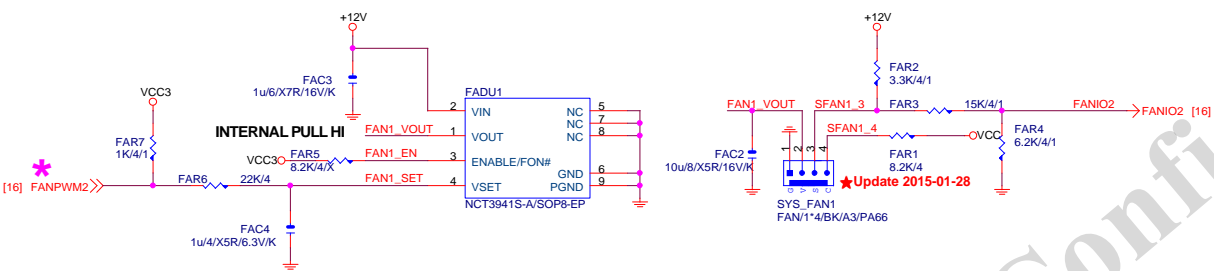 +12V
FAC3
1u/6/X7R/16V/K
VCC3
FAR7
1K/4/1
INTERNAL PULL HI
FADU1
2 VIN
FAN1_VOUT 1 VOUT
VCC3 FAR5 FAN1_EN 3 ENABLE/FON#
8.2K/4/X
*
[16] FANPWM2 FAR6 22K/4 FAN1_SET 4 VSET
NC 5
NC 7
NC 8
GND 6
PGND 9
NCT3941S-A/SOP8-EP
FAC4
1u/4/X5R/6.3V/K
+12V
FAR2
3.3K/4/1
FAN1_VOUT SFAN1_3 FAR3 15K/4/1 FANIO2 FANIO2 [16]
SFAN1_4 VCC
FAR1
8.2K/4
FAR4
6.2K/4/1
FAC2
10u/8/X5R/16V/K
1 2 3 4
G V S C
★Update 2015-01-28
SYS_FAN1
FAN/1*4/BK/A3/PA66
Confi